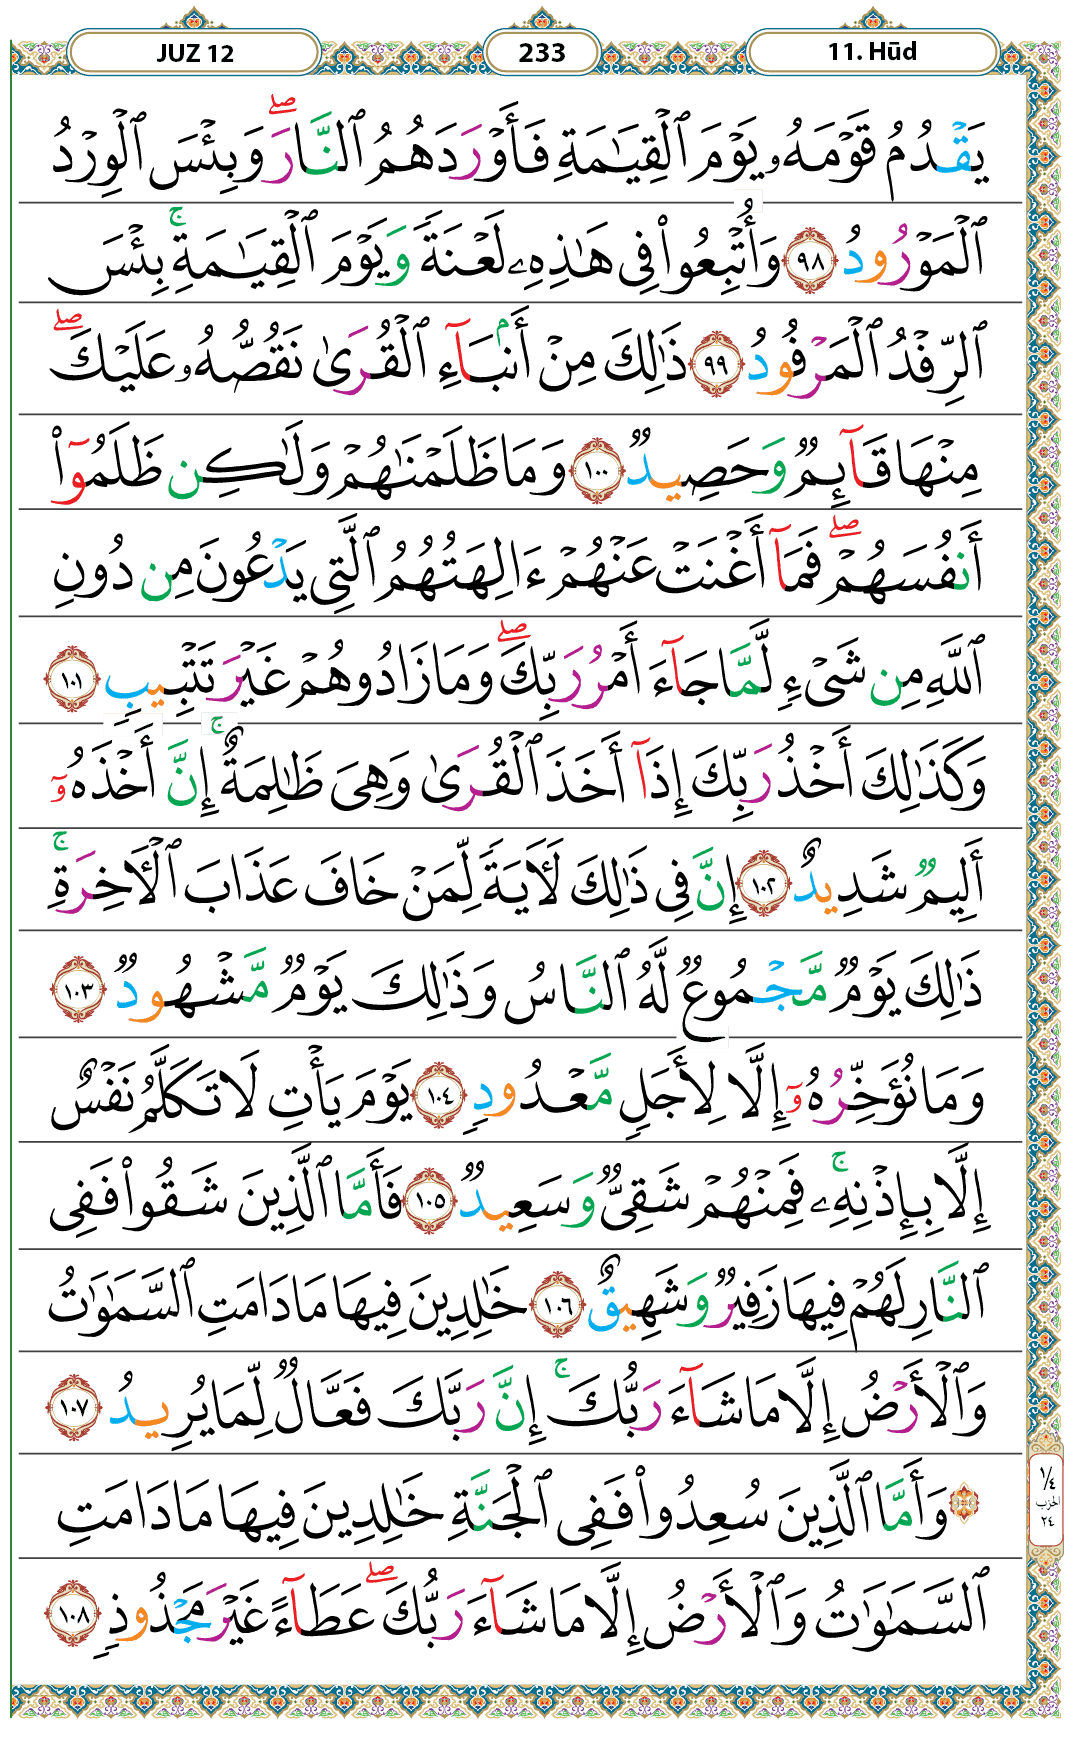 JUZ 12
233
11. Hūd
يَقْدُمُ قَوْمَهُۥ يَوْمَ ٱلْقِيَـٰمَةِ فَأَوْرَدَهُمُ ٱلنَّارَ ۖ وَبِئْسَ ٱلْوِرْدُ
ٱلْمَوْرُودُ ٩٨ وَأُتْبِعُوا۟ فِى هَـٰذِهِۦ لَعْنَةً وَيَوْمَ ٱلْقِيَـٰمَةِ ۚ بِئْسَ
ٱلرِّفْدُ ٱلْمَرْفُودُ ٩٩ ذَٰلِكَ مِنْ أَنۢبَآءِ ٱلْقُرَىٰ نَقُصُّهُۥ عَلَيْكَ ۖ
مِنْهَا قَآئِمٌ وَحَصِيدٌ ١٠٠ وَمَا ظَلَمْنَـٰهُمْ وَلَـٰكِن ظَلَمُوٓا۟
أَنفُسَهُمْ ۖ فَمَآ أَغْنَتْ عَنْهُمْ ءَالِهَتُهُمُ ٱلَّتِى يَدْعُونَ مِن دُونِ
ٱللَّهِ مِن شَىْءٍ لَّمَّا جَآءَ أَمْرُ رَبِّكَ ۖ وَمَا زَادُوهُمْ غَيْرَ تَتْبِيبٍ ١٠١
وَكَذَٰلِكَ أَخْذُ رَبِّكَ إِذَآ أَخَذَ ٱلْقُرَىٰ وَهِىَ ظَـٰلِمَةٌ ۚ إِنَّ أَخْذَهُۥٓ
أَلِيمٌ شَدِيدٌ ١٠٢ إِنَّ فِى ذَٰلِكَ لَـَٔايَةً لِّمَنْ خَافَ عَذَابَ ٱلْـَٔاخِرَةِ ۚ
ذَٰلِكَ يَوْمٌ مَّجْمُوعٌ لَّهُ ٱلنَّاسُ وَذَٰلِكَ يَوْمٌ مَّشْهُودٌ ١٠٣
وَمَا نُؤَخِّرُهُۥٓ إِلَّا لِأَجَلٍ مَّعْدُودٍ ١٠٤ يَوْمَ يَأْتِ لَا تَكَلَّمُ نَفْسٌ
إِلَّا بِإِذْنِهِۦ ۚ فَمِنْهُمْ شَقِىٌّ وَسَعِيدٌ ١٠٥ فَأَمَّا ٱلَّذِينَ شَقُوا۟ فَفِى
ٱلنَّارِ لَهُمْ فِيهَا زَفِيرٌ وَشَهِيقٌ ١٠٦ خَـٰلِدِينَ فِيهَا مَا دَامَتِ ٱلسَّمَـٰوَٰتُ
وَٱلْأَرْضُ إِلَّا مَا شَآءَ رَبُّكَ ۚ إِنَّ رَبَّكَ فَعَّالٌ لِّمَا يُرِيدُ ١٠٧
۞ وَأَمَّا ٱلَّذِينَ سُعِدُوا۟ فَفِى ٱلْجَنَّةِ خَـٰلِدِينَ فِيهَا مَا دَامَتِ
ٱلسَّمَـٰوَٰتُ وَٱلْأَرْضُ إِلَّا مَا شَآءَ رَبُّكَ ۖ عَطَآءً غَيْرَ مَجْذُوذٍ ١٠٨
١/٤
الحزب
٢٤